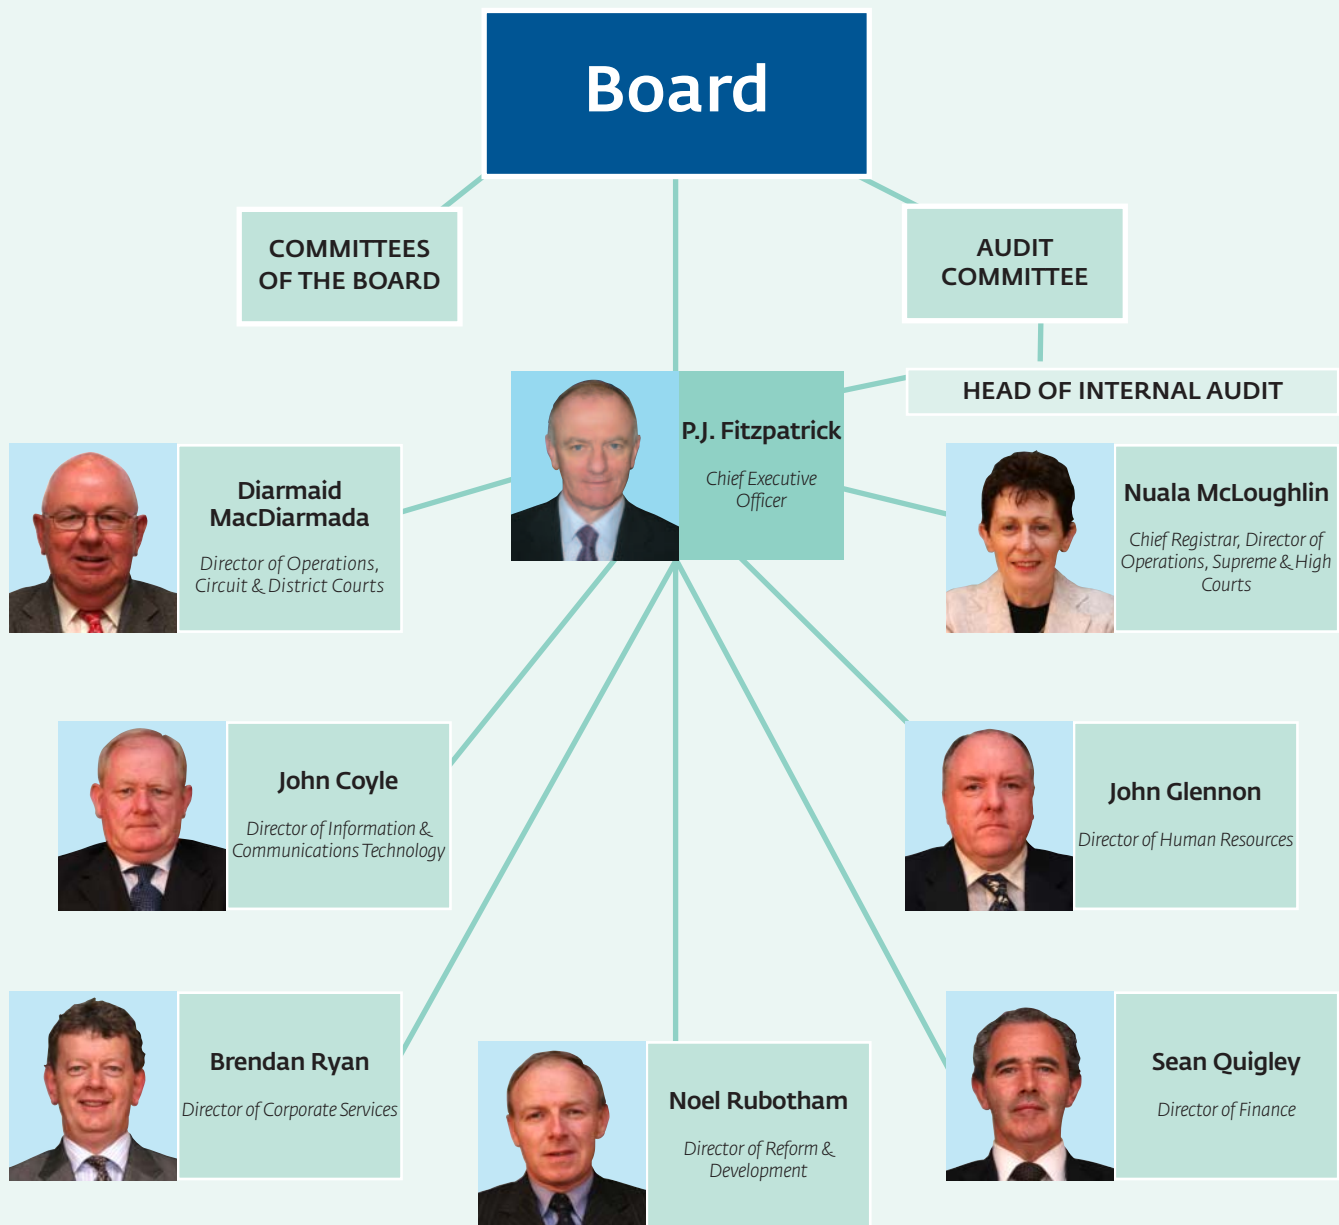 Board
COMMITTEES
OF THE BOARD
AUDIT
COMMITTEE
HEAD OF INTERNAL AUDIT
P.J. Fitzpatrick
Chief Executive
Officer
Diarmaid
MacDiarmada
Director of Operations,
Circuit & District Courts
Nuala McLoughlin
Chief Registrar, Director of
Operations, Supreme & High
Courts
John Coyle
Director of Information &
Communications Technology
John Glennon
Director of Human Resources
Brendan Ryan
Director of Corporate Services
Noel Rubotham
Director of Reform &
Development
Sean Quigley
Director of Finance